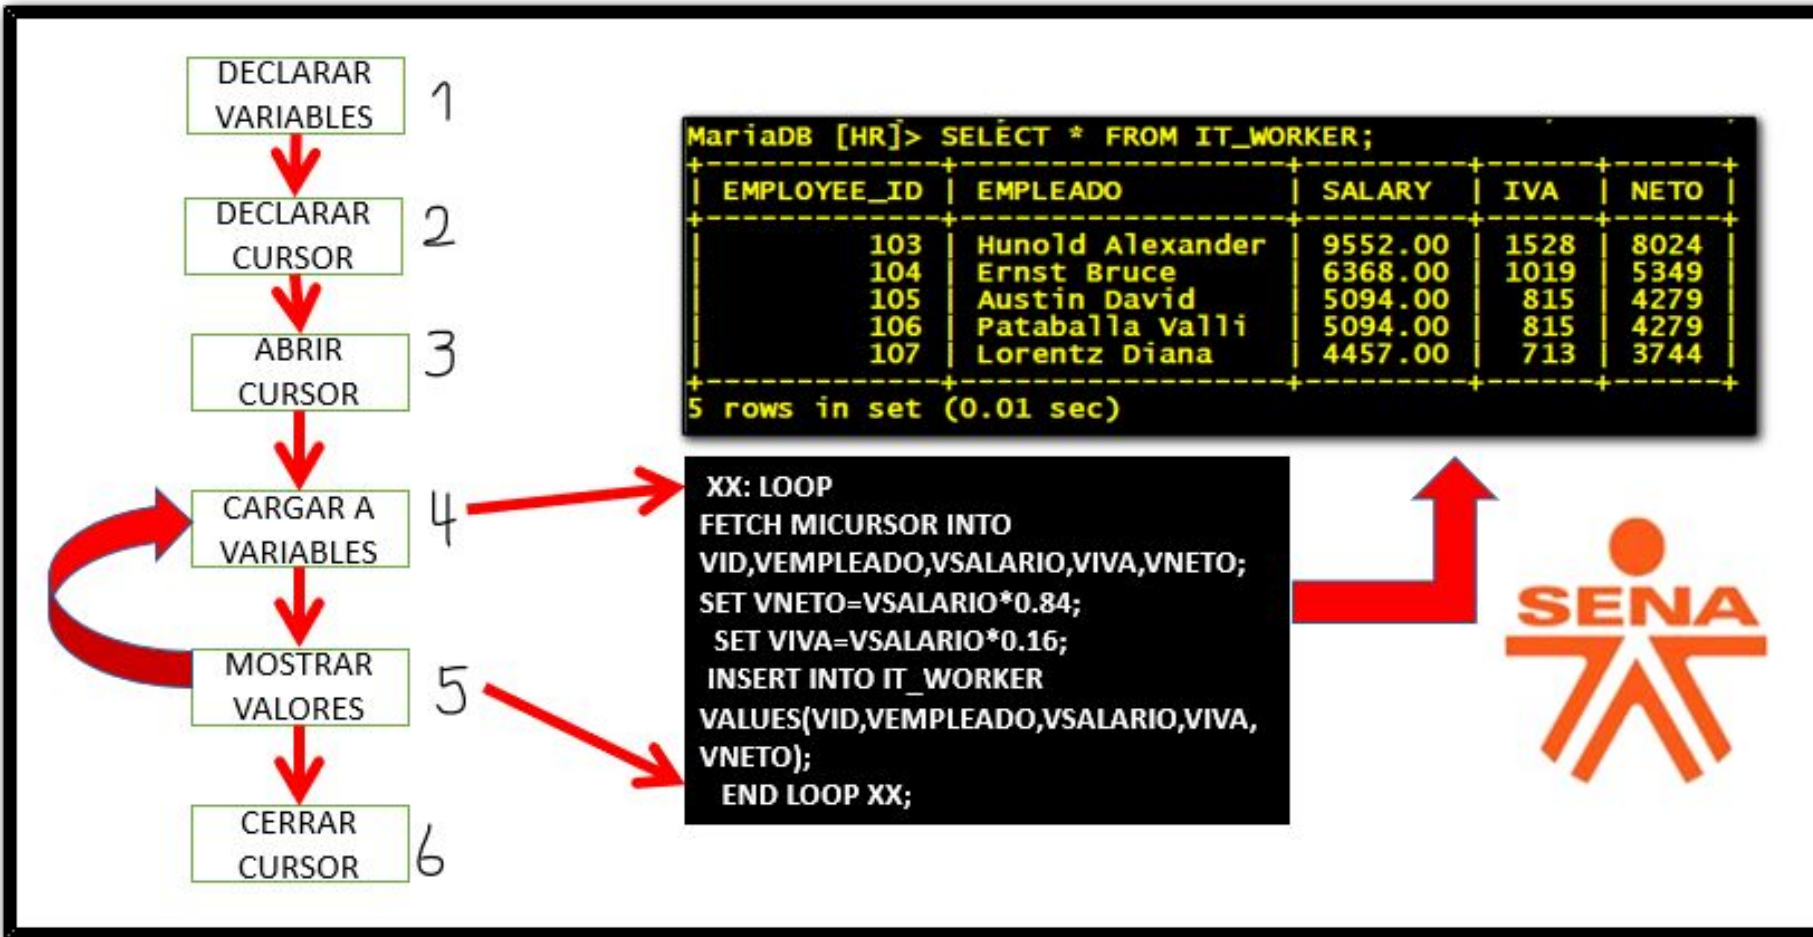 DECLARAR
VARIABLES
1
DECLARAR
CURSOR
2
ABRIR
CURSOR
3
CARGAR A
VARIABLES
4
MOSTRAR
VALORES
5
CERRAR
CURSOR
6
MariaDB [HR]> SELECT * FROM IT_WORKER;
+-------------+------------------+---------+------+------+
| EMPLOYEE_ID | EMPLEADO | SALARY | IVA | NETO |
+-------------+------------------+---------+------+------+
| 103 | Hunold Alexander | 9552.00 | 1528 | 8024 |
| 104 | Ernst Bruce | 6368.00 | 1019 | 5349 |
| 105 | Austin David | 5094.00 | 815 | 4279 |
| 106 | Pataballa Valli | 5094.00 | 815 | 4279 |
| 107 | Lorentz Diana | 4457.00 | 713 | 3744 |
+-------------+------------------+---------+------+------+
5 rows in set (0.01 sec)
XX: LOOP
FETCH MICURSOR INTO
VID,VEMPLEADO,VSALARIO,VIVA,VNETO;
SET VNETO=VSALARIO*0.84;
SET VIVA=VSALARIO*0.16;
INSERT INTO IT_WORKER
VALUES(VID,VEMPLEADO,VSALARIO,VIVA,
VNETO);
END LOOP XX;
SENA